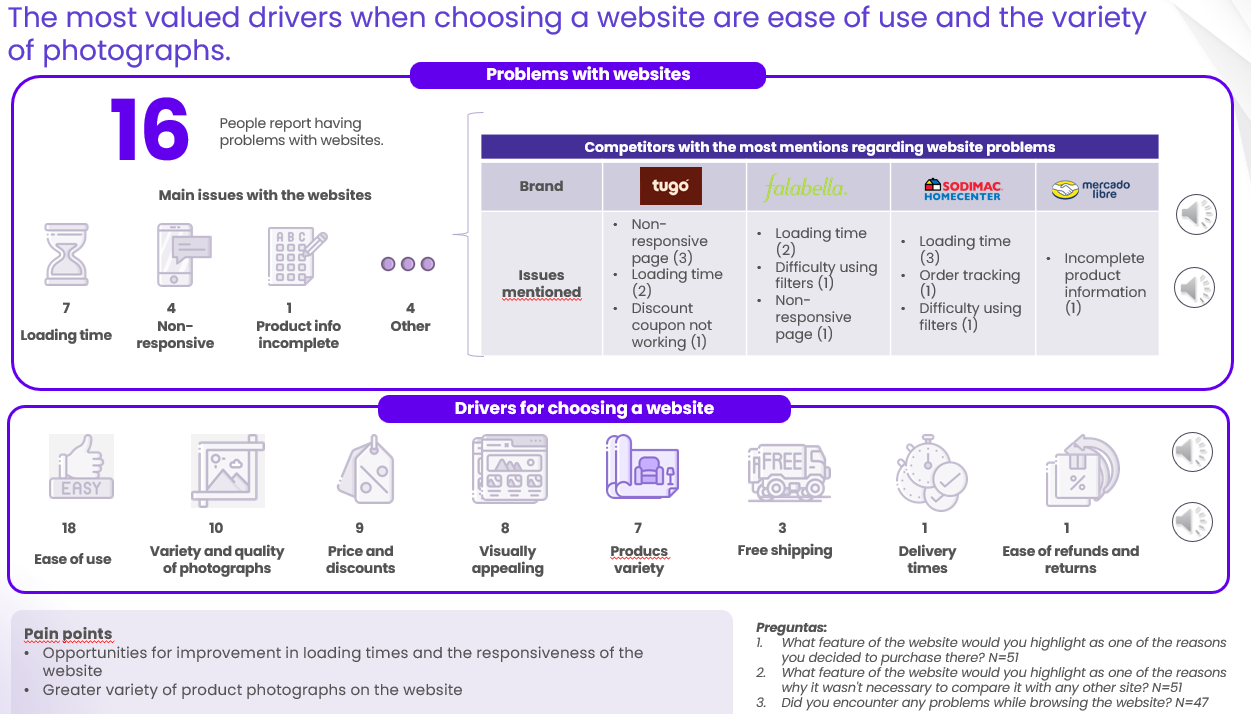 The most valued drivers when choosing a website are ease of use and the variety
of photographs.
Problems with websites
16
People report having
problems with websites.
Main issues with the websites
A B C
7
Loading time
4
Non-
responsive
1
Product info
incomplete
4
Other
Competitors with the most mentions regarding website problems
Brand
tugó
falabella.
SODIMAC
HOMECENTER
mercado
libre
Issues
mentioned
• Non-
responsive
page (3)
• Loading time
(2)
• Discount
coupon not
working (1)
• Loading time
(2)
• Difficulty using
filters (1)
• Non-
responsive
page (1)
• Loading time
(3)
• Order tracking
(1)
• Difficulty using
filters (1)
• Incomplete
product
information
(1)
Drivers for choosing a website
EASY
18
Ease of use
10
Variety and quality
of photographs
9
Price and
discounts
8
Visually
appealing
7
Producs
variety
FREE
3
Free shipping
1
Delivery
times
1
Ease of refunds and
returns
Pain points
• Opportunities for improvement in loading times and the responsiveness of the
website
• Greater variety of product photographs on the website
Preguntas:
1. What feature of the website would you highlight as one of the reasons
you decided to purchase there? N=51
2. What feature of the website would you highlight as one of the reasons
why it wasn't necessary to compare it with any other site? N=51
3. Did you encounter any problems while browsing the website? N=47